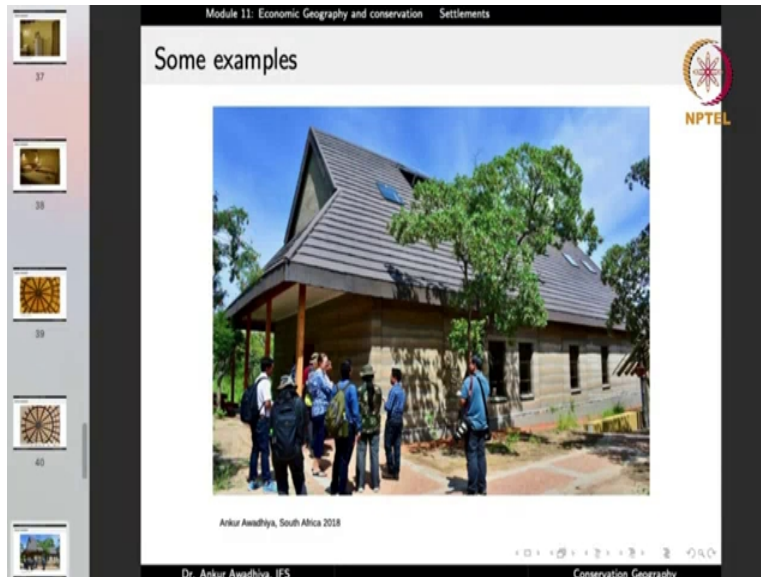 Module 11: Economic Geography and conservation Settlements
Some examples
NPTEL
37
38
39
40
Ankur Awadhiya, South Africa 2018
Dr. Ankur Awadhiya, IFS Conservation Geography